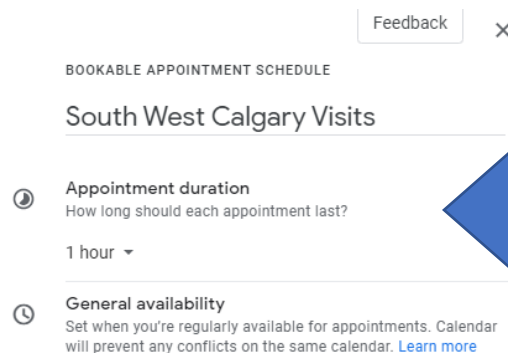 Feedback
BOOKABLE APPOINTMENT SCHEDULE
South West Calgary Visits
Appointment duration
How long should each appointment last?
1 hour
General availability
Set when you're regularly available for appointments. Calendar
will prevent any conflicts on the same calendar. Learn more